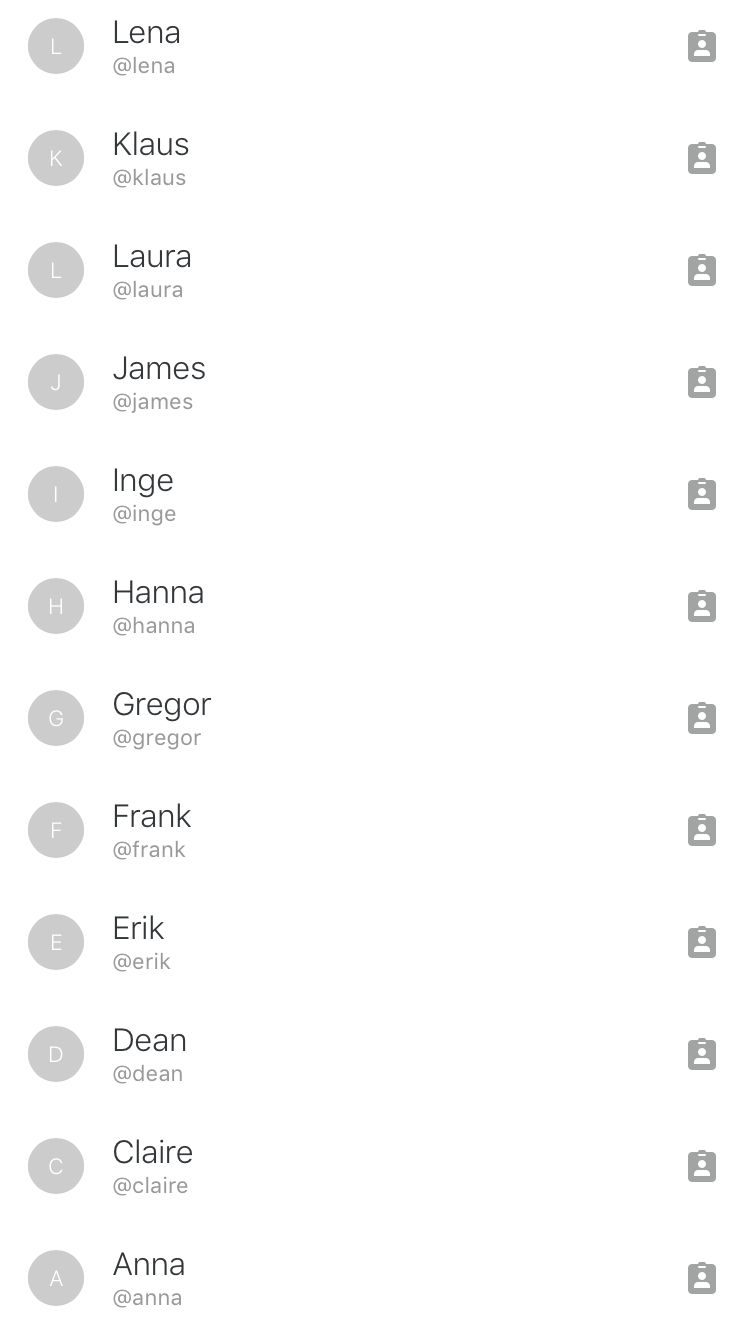 L
Lena
@lena
K
Klaus
@klaus
L
Laura
@laura
J
James
@james
I
Inge
@inge
H
Hanna
@hanna
G
Gregor
@gregor
F
Frank
@frank
E
Erik
@erik
D
Dean
@dean
C
Claire
@claire
A
Anna
@anna